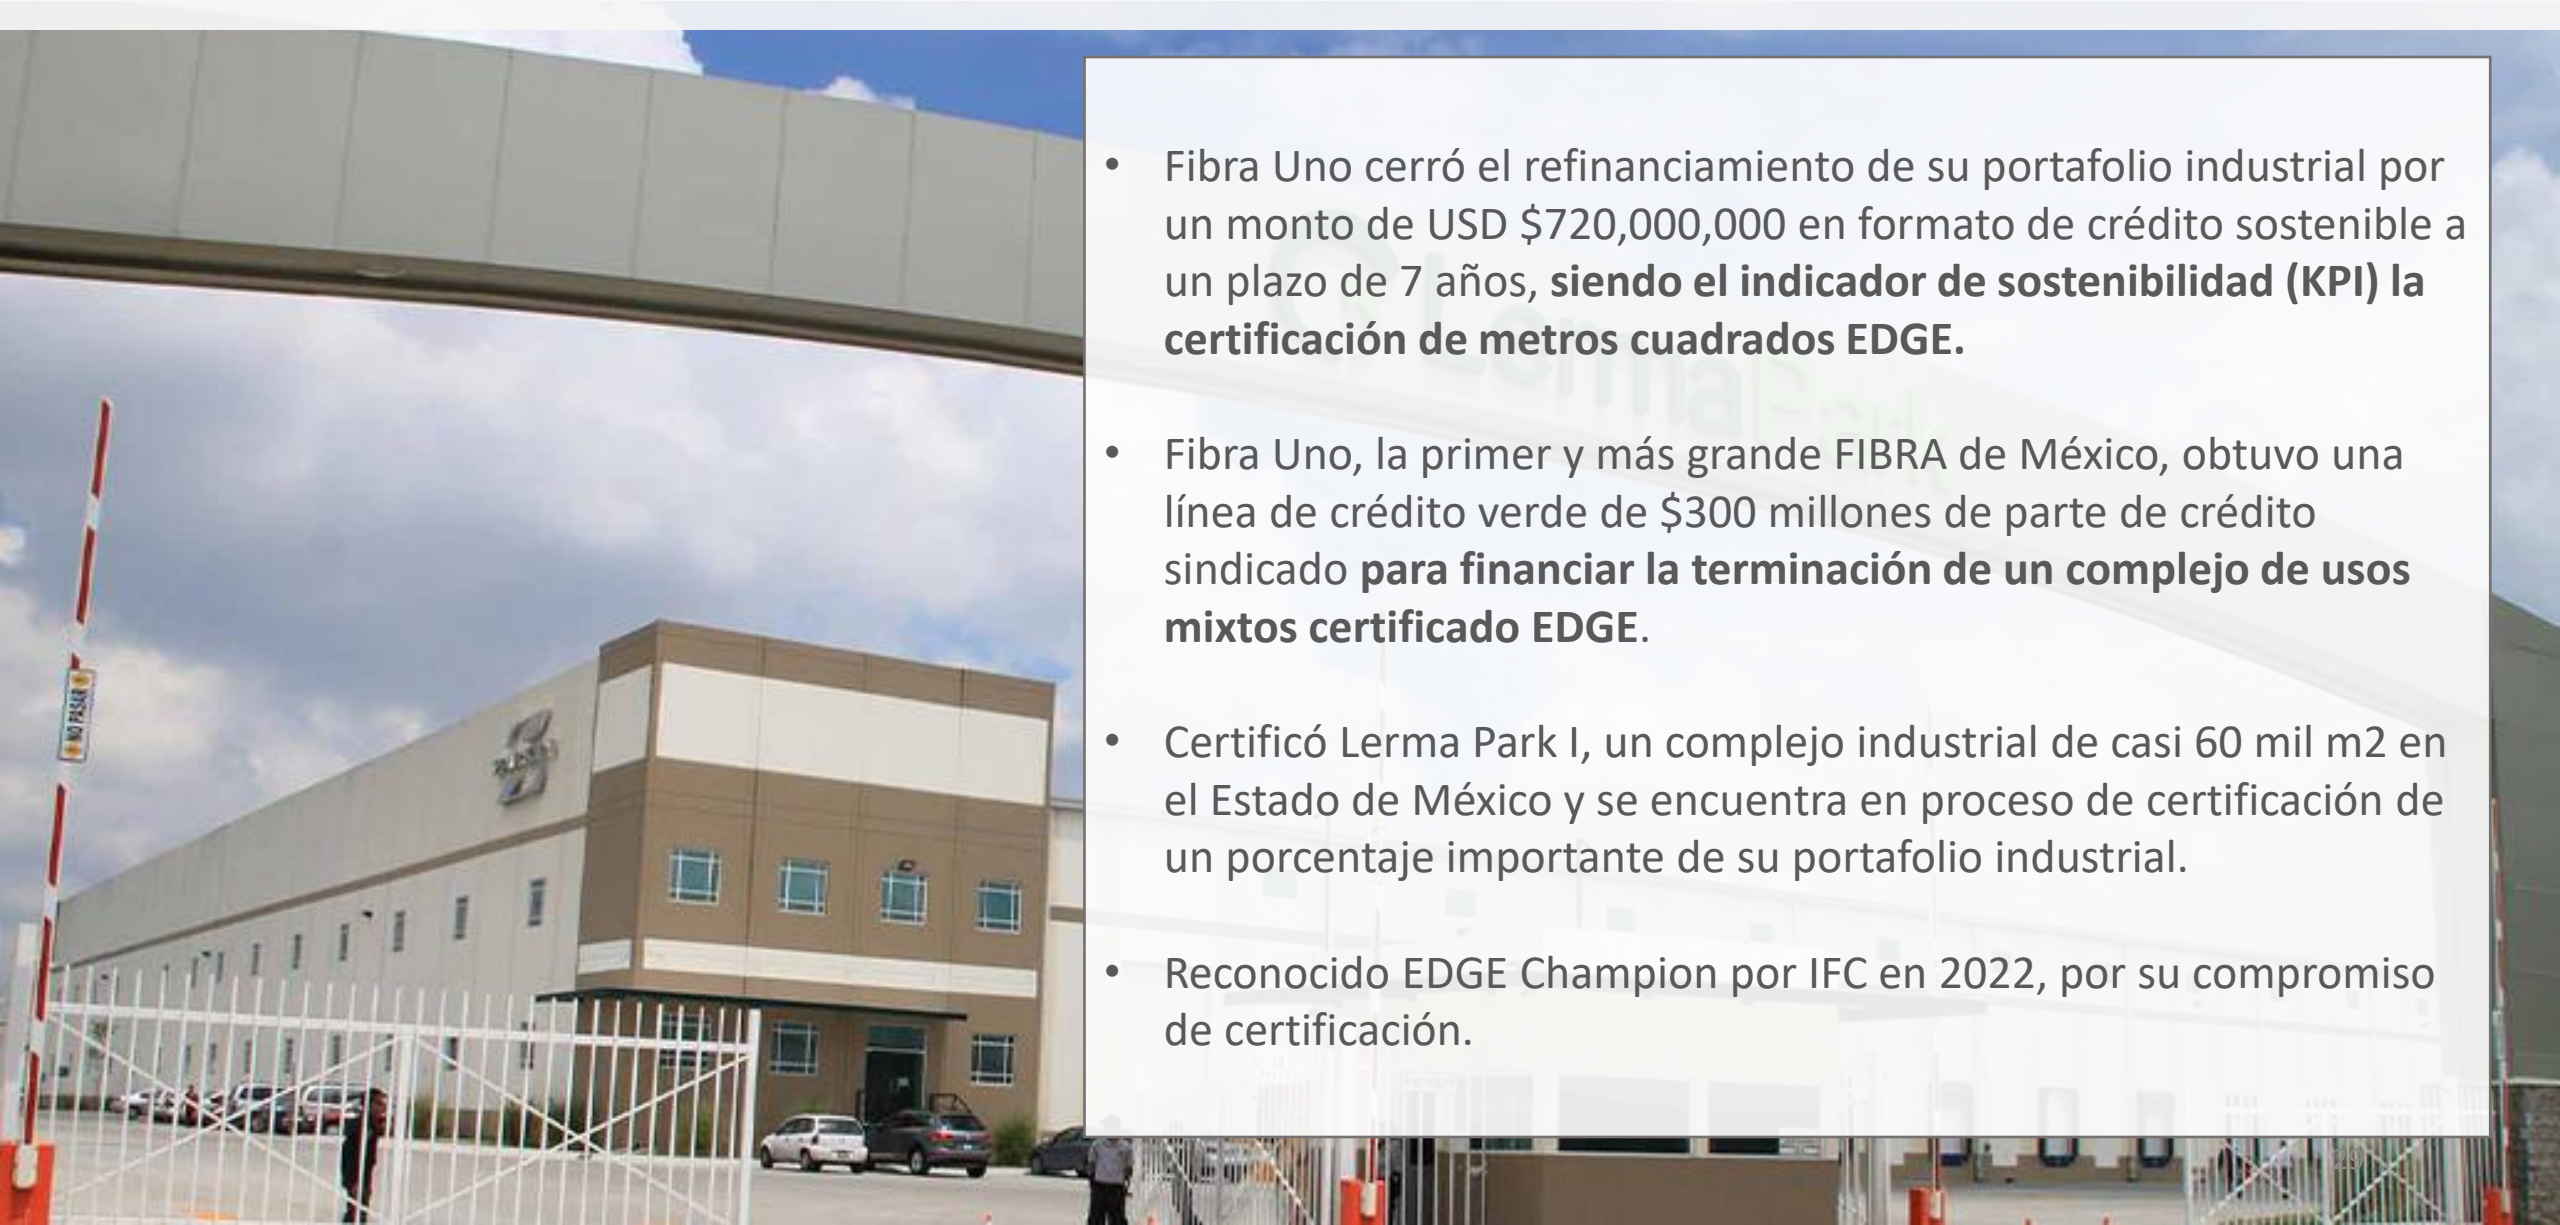 • Fibra Uno cerró el refinanciamiento de su portafolio industrial por
un monto de USD $720,000,000 en formato de crédito sostenible a
un plazo de 7 años, siendo el indicador de sostenibilidad (KPI) la
certificación de metros cuadrados EDGE.
• Fibra Uno, la primer y más grande FIBRA de México, obtuvo una
línea de crédito verde de $300 millones de parte de crédito
sindicado para financiar la terminación de un complejo de usos
mixtos certificado EDGE.
• Certificó Lerma Park I, un complejo industrial de casi 60 mil m2 en
el Estado de México y se encuentra en proceso de certificación de
un porcentaje importante de su portafolio industrial.
• Reconocido EDGE Champion por IFC en 2022, por su compromiso
de certificación.
LermaPark
NO PASAR
29